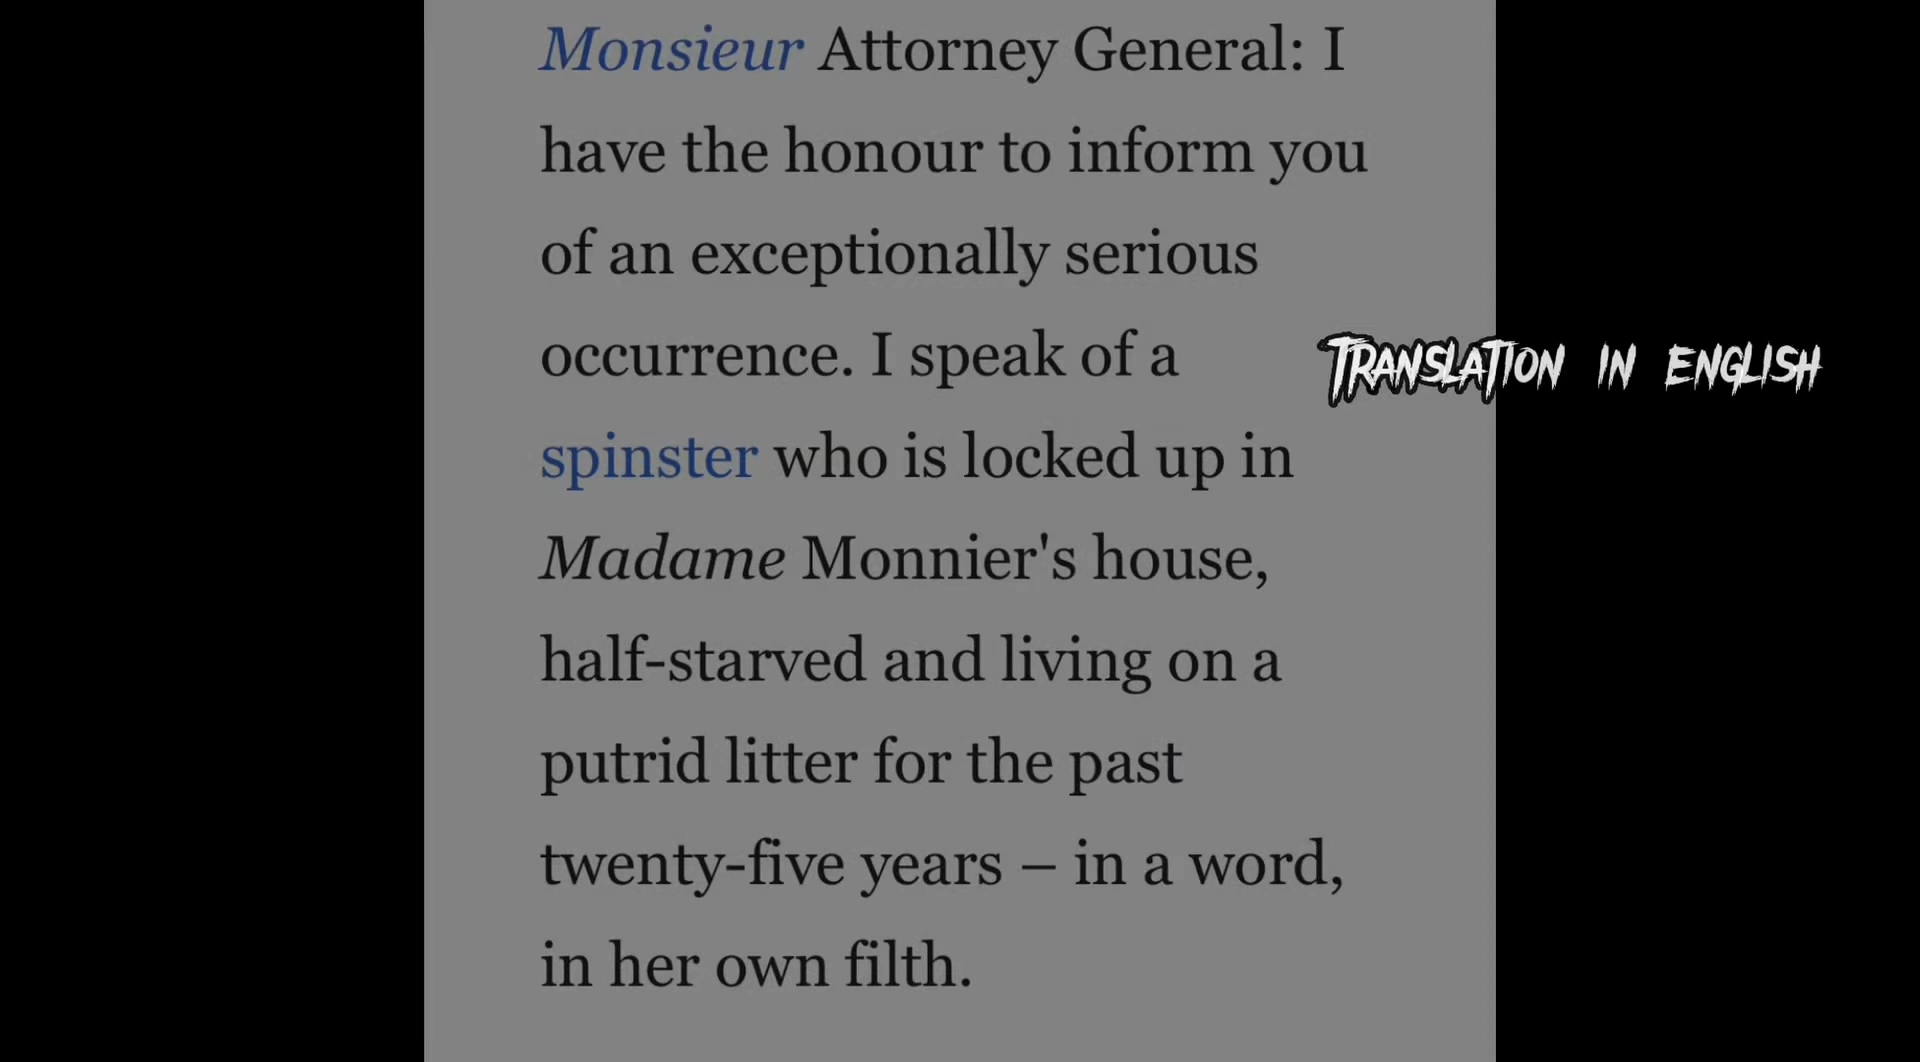 Monsieur Attorney General: I
have the honour to inform you
of an exceptionally serious
occurrence. I speak of a
spinster who is locked up in
Madame Monnier's house,
half-starved and living on a
putrid litter for the past
twenty-five years – in a word,
in her own filth.
TRANSLATION IN ENGLISH